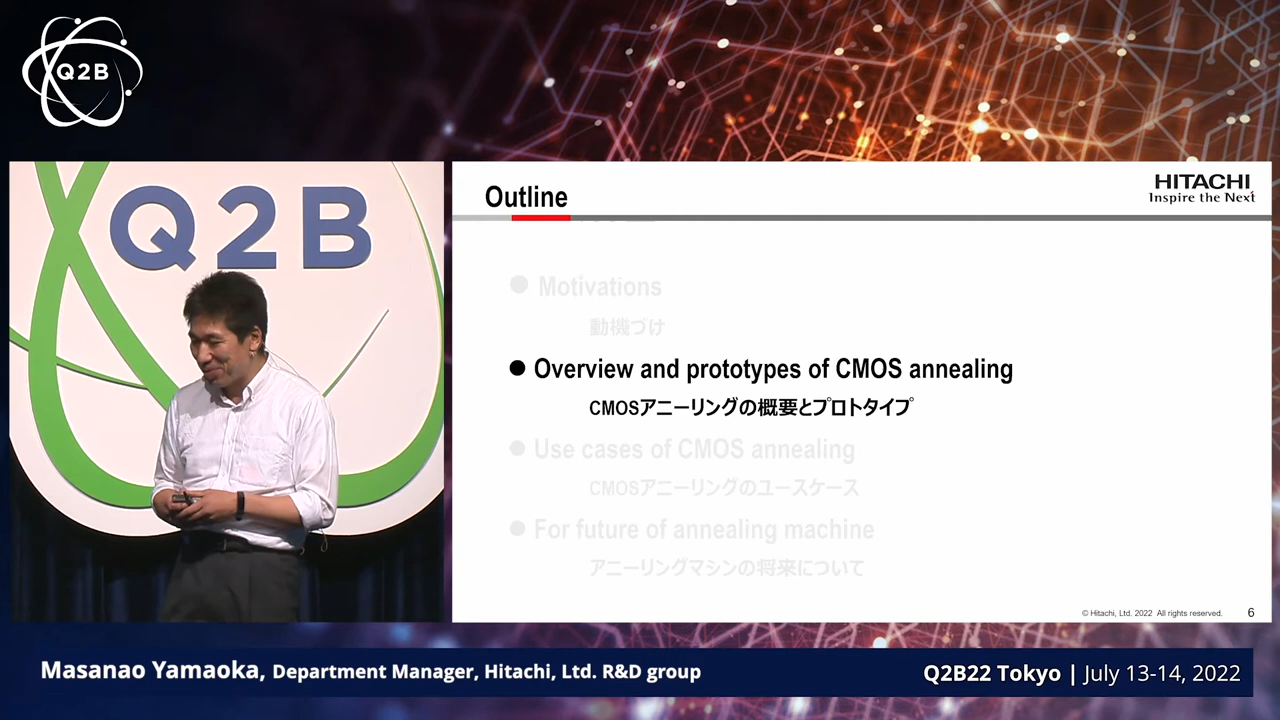 Q2B
Q2B
Outline
HITACHI
Inspire the Next
Motivations
動機づけ
Overview and prototypes of CMOS annealing
CMOSアニーリングの概要とプロトタイプ
Use cases of CMOS annealing
CMOSアニーリングのユースケース
For future of annealing machine
アニーリングマシンの将来について
© Hitachi, Ltd. 2022 All rights reserved.
6
Masanao Yamaoka, Department Manager, Hitachi, Ltd. R&D group
Q2B22 Tokyo | July 13-14, 2022